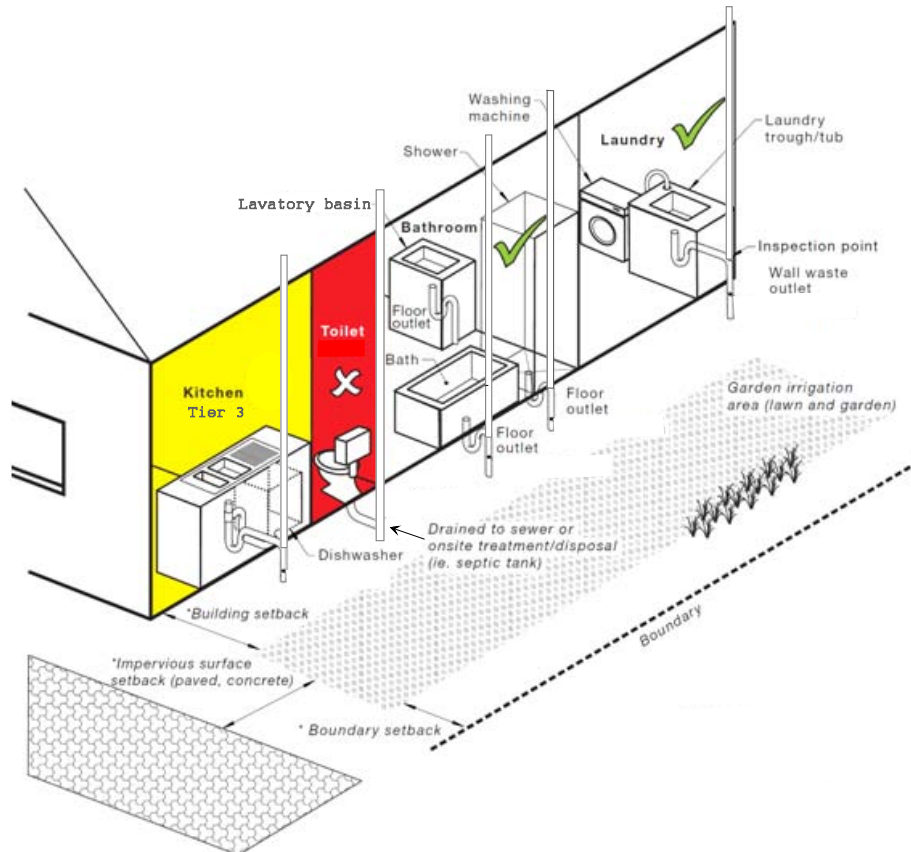 Washing
machine
Laundry
Laundry
trough/tub
Shower
Lavatory basin
Bathroom
Inspection point
Wall waste
outlet
Floor
outlet
Toilet
Bath
Kitchen
Tier 3
Floor
outlet
Floor
outlet
Garden irrigation
area (lawn and garden)
Dishwasher
Drained to sewer or
onsite treatment/disposal
(ie. septic tank)
*Building setback
Boundary
*Impervious surface
setback (paved, concrete)
* Boundary setback